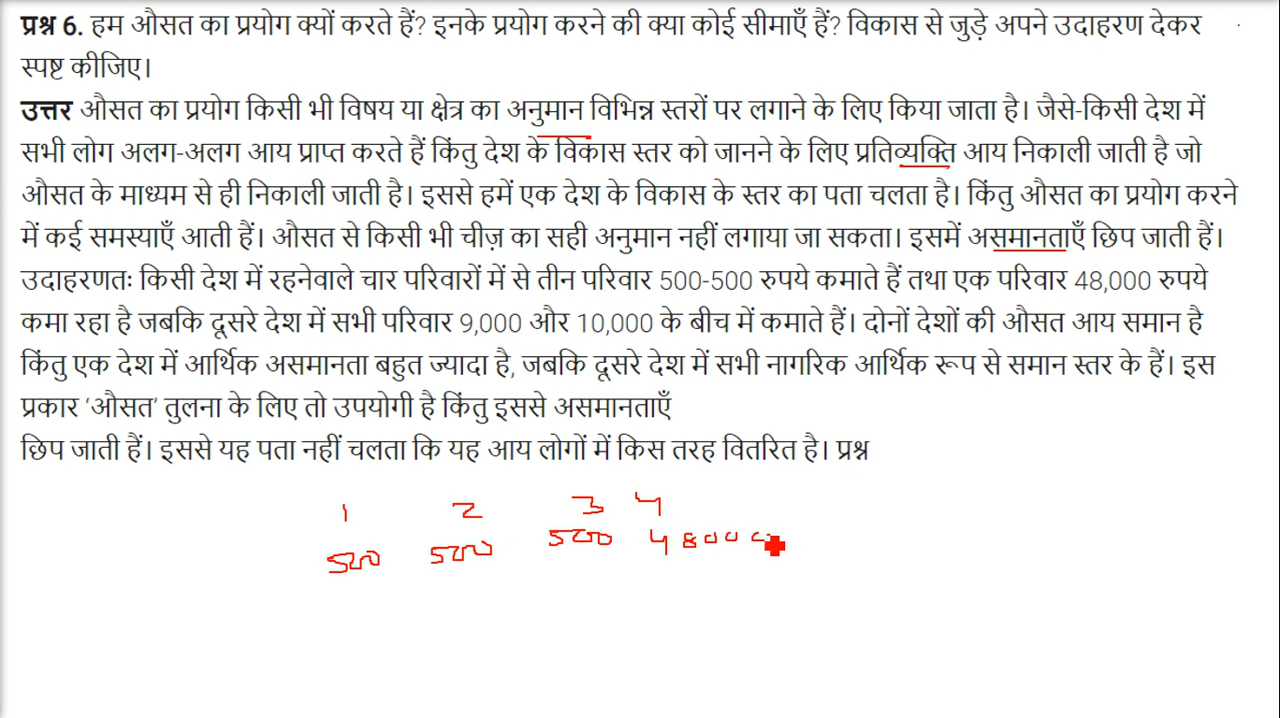 प्रश्न 6. हम औसत का प्रयोग क्यों करते हैं? इनके प्रयोग करने की क्या कोई सीमाएँ हैं? विकास से जुड़े अपने उदाहरण देकर
स्पष्ट कीजिए।
उत्तर औसत का प्रयोग किसी भी विषय या क्षेत्र का अनुमान विभिन्न स्तरों पर लगाने के लिए किया जाता है। जैसे-किसी देश में
सभी लोग अलग-अलग आय प्राप्त करते हैं किंतु देश के विकास स्तर को जानने के लिए प्रतिव्यक्ति आय निकाली जाती है जो
औसत के माध्यम से ही निकाली जाती है। इससे हमें एक देश के विकास के स्तर का पता चलता है। किंतु औसत का प्रयोग करने
में कई समस्याएँ आती हैं। औसत से किसी भी चीज़ का सही अनुमान नहीं लगाया जा सकता। इसमें असमानताएँ छिप जाती हैं।
उदाहरणतः किसी देश में रहनेवाले चार परिवारों में से तीन परिवार 500-500 रुपये कमाते हैं तथा एक परिवार 48,000 रुपये
कमा रहा है जबकि दूसरे देश में सभी परिवार 9,000 और 10,000 के बीच में कमाते हैं। दोनों देशों की औसत आय समान है
किंतु एक देश में आर्थिक असमानता बहुत ज्यादा है, जबकि दूसरे देश में सभी नागरिक आर्थिक रूप से समान स्तर के हैं। इस
प्रकार ‘औसत’ तुलना के लिए तो उपयोगी है किंतु इससे असमानताएँ
छिप जाती हैं। इससे यह पता नहीं चलता कि यह आय लोगों में किस तरह वितरित है। प्रश्न
1 2 3 4
500 500 500 48000